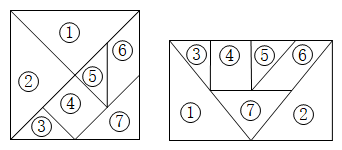 ① ⑥ ② ⑤ ④ ③ ⑦
③ ④ ⑤ ⑥ ① ⑦ ②